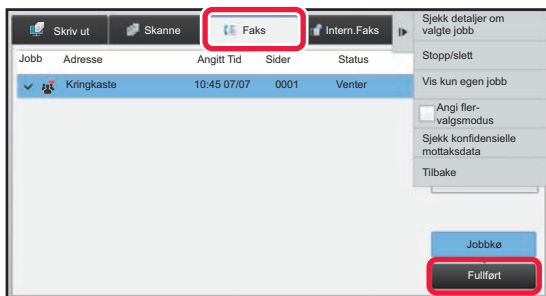 Skriv ut Skanne Faks Intern.Faks
Jobb Adresse Angitt Tid Sider Status
Kringkaste 10:45 07/07 0001 Venter
Sjekk detaljer om
valgte jobb
Stopp/slett
Vis kun egen jobb
Angi fler-
valgsmodus
Sjekk konfidensielle
mottaksdata
Tilbake
Jobbkø
Fullført